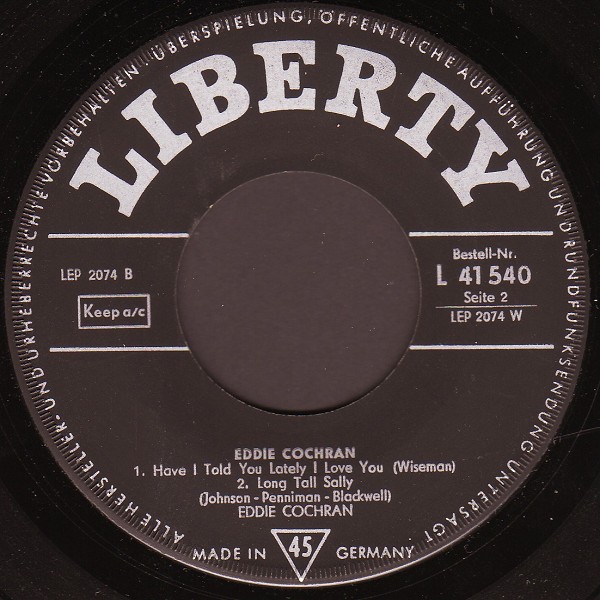 ALLE HERSTELLER- UND URHEBERRECHTE VORBEHALTEN. ÜBERSPIELUNG, ÖFFENTLICHE AUFFÜHRUNG UND RUNDFUNKSENDUNG UNTERSAGT
LIBERTY
LEP 2074 B
Keep a/c
Bestell-Nr.
L 41 540
Seite 2
LEP 2074 W
EDDIE COCHRAN
1. Have I Told You Lately I Love You (Wiseman)
2. Long Tall Sally
(Johnson - Penniman - Blackwell)
EDDIE COCHRAN
MADE IN 45 GERMANY